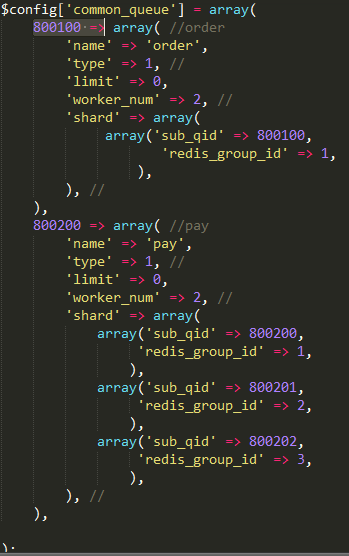 $config['common_queue'] = array(
800100 => array( //order
'name' => 'order',
'type' => 1, //
'limit' => 0,
'worker_num' => 2, //
'shard' => array(
array('sub_qid' => 800100,
'redis_group_id' => 1,
),
), //
),
800200 => array( //pay
'name' => 'pay',
'type' => 1, //
'limit' => 0,
'worker_num' => 2, //
'shard' => array(
array('sub_qid' => 800200,
'redis_group_id' => 1,
),
array('sub_qid' => 800201,
'redis_group_id' => 2,
),
array('sub_qid' => 800202,
'redis_group_id' => 3,
),
), //
),
);